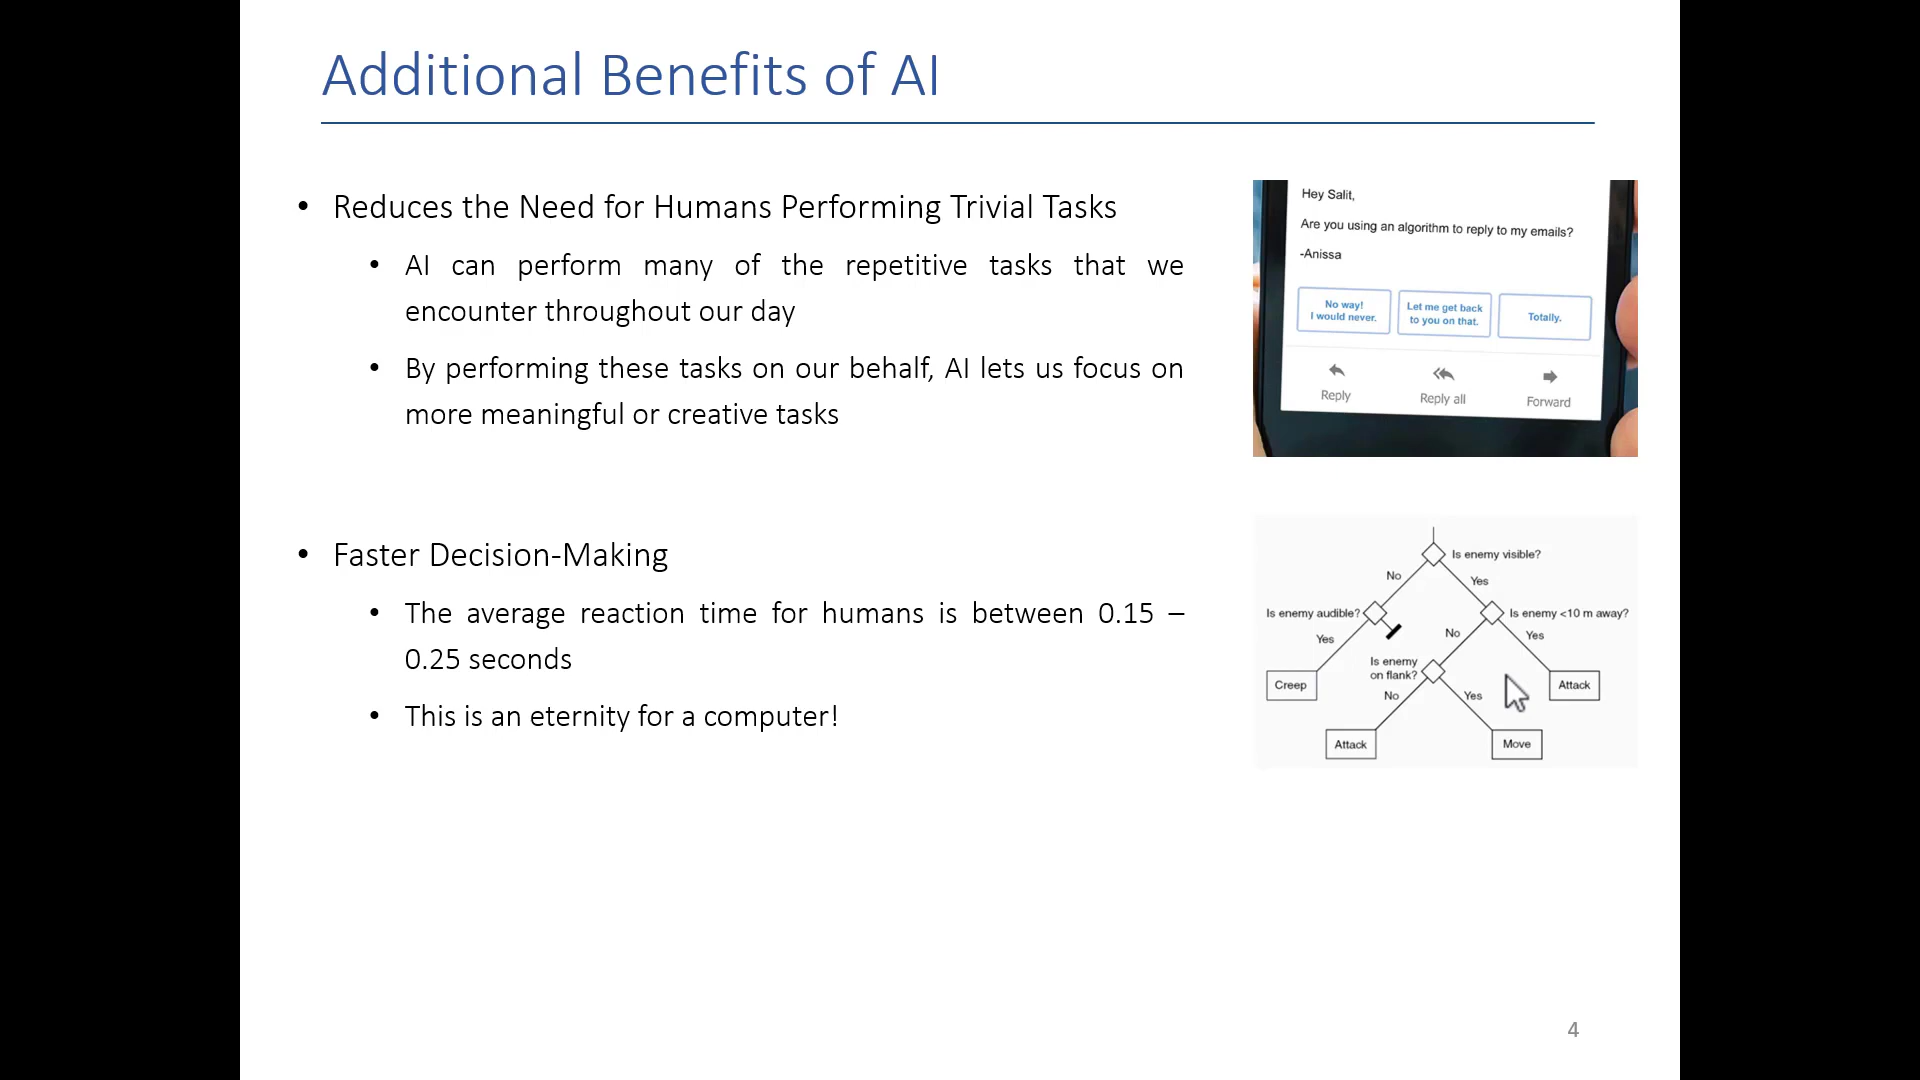 Additional Benefits of AI
• Reduces the Need for Humans Performing Trivial Tasks
• AI can perform many of the repetitive tasks that we
encounter throughout our day
• By performing these tasks on our behalf, AI lets us focus on
more meaningful or creative tasks
Hey Salit,
Are you using an algorithm to reply to my emails?
-Anissa
No way!
I would never.
Let me get back
to you on that.
Totally.
Reply
Reply all
Forward
• Faster Decision-Making
• The average reaction time for humans is between 0.15 –
0.25 seconds
• This is an eternity for a computer!
Is enemy visible?
No
Yes
Is enemy audible?
Is enemy <10 m away?
Yes
No
Yes
Is enemy
on flank?
Creep
Attack
No
Yes
Attack
Move
4